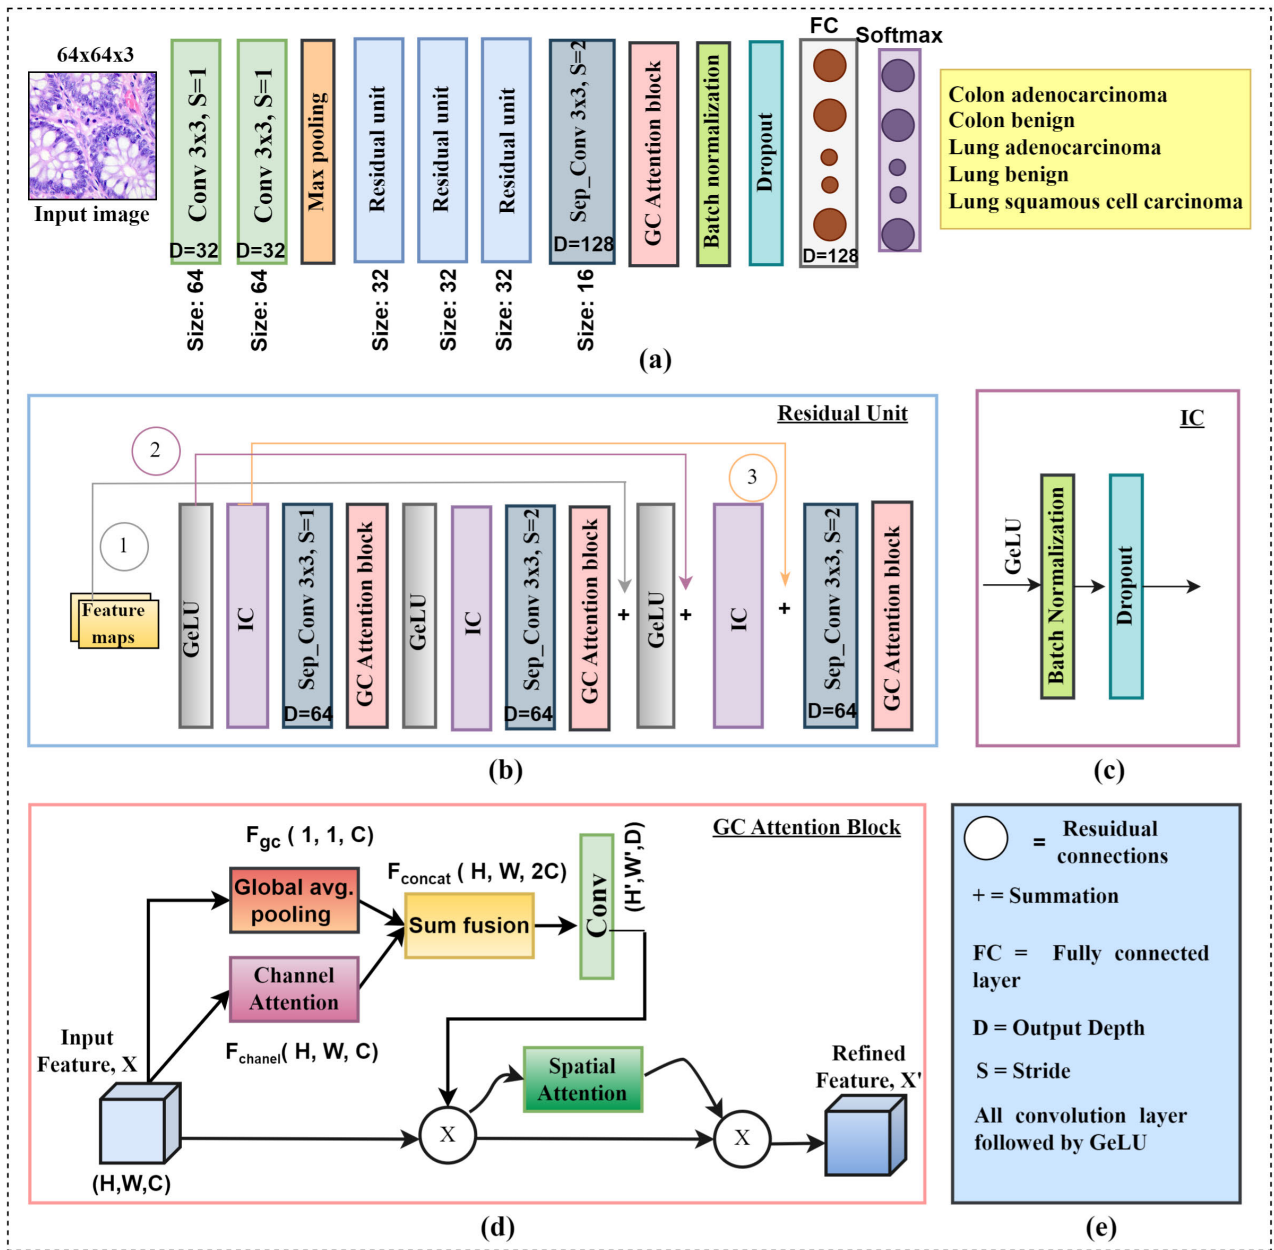 64x64x3
Input image
Conv 3x3, S=1
D=32
Size: 64
Conv 3x3, S=1
D=32
Size: 64
Max pooling
Residual unit
Size: 32
Residual unit
Size: 32
Residual unit
Size: 32
Sep_Conv 3x3, S=2
D=128
Size: 16
GC Attention block
Batch normalization
Dropout
FC
D=128
Softmax
Colon adenocarcinoma
Colon benign
Lung adenocarcinoma
Lung benign
Lung squamous cell carcinoma
(a)
Residual Unit
1
2
3
Feature
maps
GeLU
IC
Sep_Conv 3x3, S=1
D=64
GC Attention block
GeLU
IC
Sep_Conv 3x3, S=2
D=64
GC Attention block
+
GeLU
+
IC
+
Sep_Conv 3x3, S=2
D=64
GC Attention block
(b)
IC
GeLU
Batch Normalization
Dropout
(c)
GC Attention Block
Fgc ( 1, 1, C)
Global avg.
pooling
Fconcat ( H, W, 2C)
Sum fusion
Conv
(H',W',D)
Channel
Attention
Fchanel( H, W, C)
Input
Feature, X
(H,W,C)
X
Spatial
Attention
X
Refined
Feature, X'
(d)
= Resuidual
connections
+ = Summation
FC = Fully connected
layer
D = Output Depth
S = Stride
All convolution layer
followed by GeLU
(e)